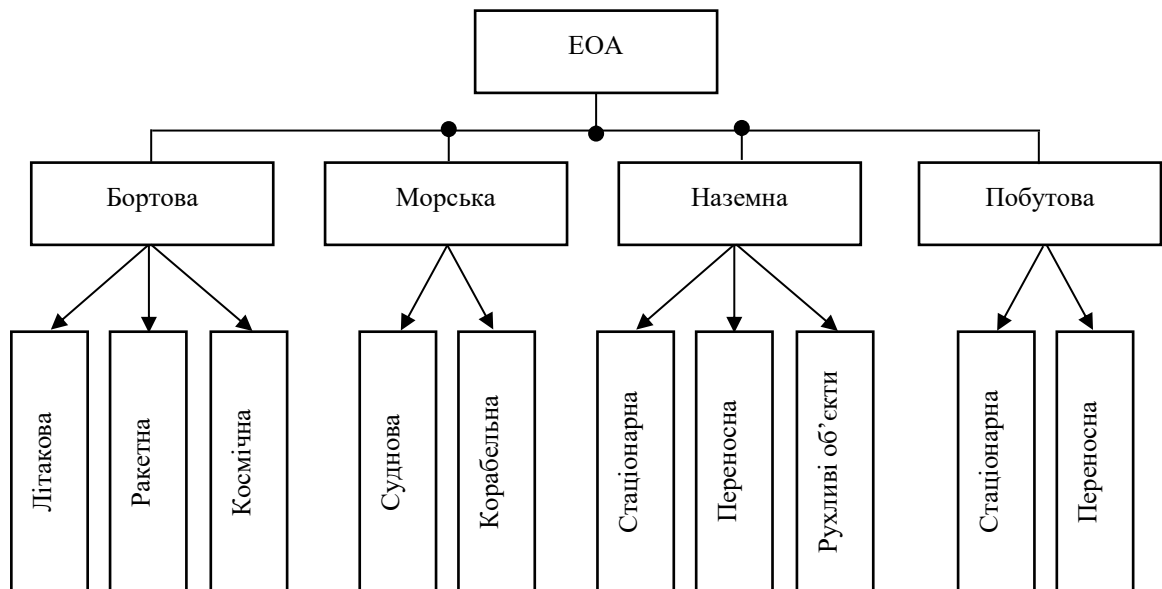 ЕОА
Бортова
Морська
Наземна
Побутова
Літакова
Ракетна
Космічна
Суднова
Корабельна
Стаціонарна
Переносна
Рухливі об’єкти
Стаціонарна
Переносна